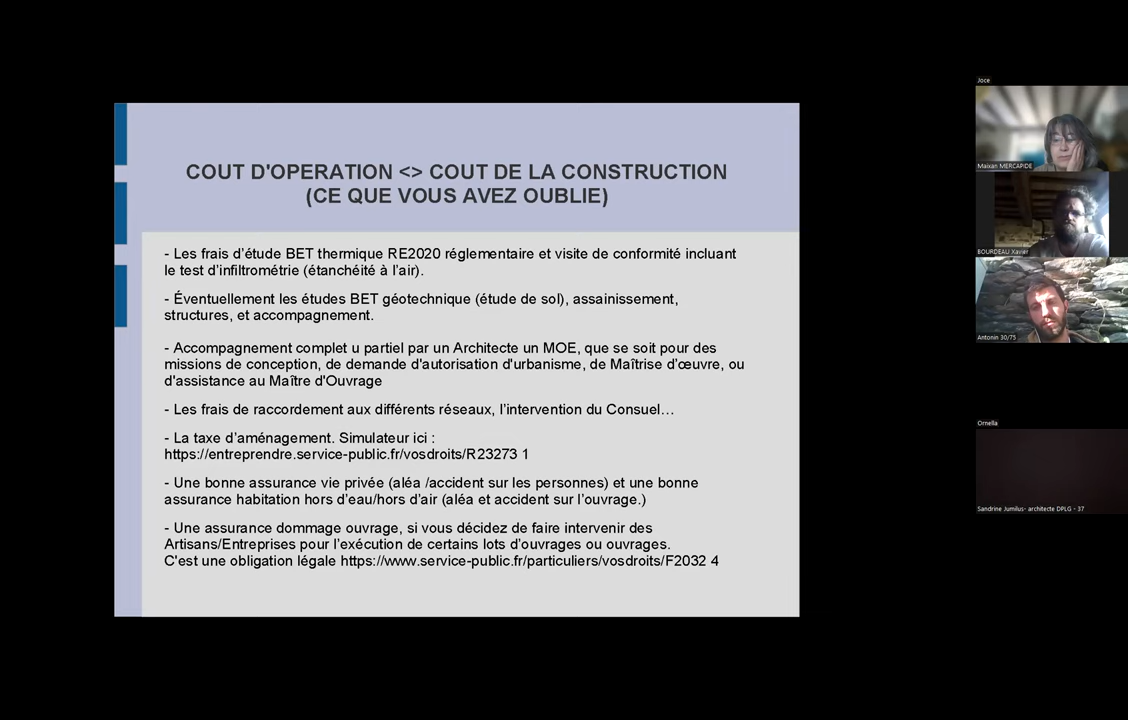 COUT D'OPERATION <> COUT DE LA CONSTRUCTION
(CE QUE VOUS AVEZ OUBLIE)
- Les frais d'étude BET thermique RE2020 réglementaire et visite de conformité incluant
le test d'infiltrométrie (étanchéité à l'air).
- Éventuellement les études BET géotechnique (étude de sol), assainissement,
structures, et accompagnement.
- Accompagnement complet u partiel par un Architecte un MOE, que se soit pour des
missions de conception, de demande d'autorisation d'urbanisme, de Maîtrise d'œuvre, ou
d'assistance au Maître d'Ouvrage
- Les frais de raccordement aux différents réseaux, l'intervention du Consuel…
- La taxe d'aménagement. Simulateur ici :
https://entreprendre.service-public.fr/vosdroits/R23273 1
- Une bonne assurance vie privée (aléa /accident sur les personnes) et une bonne
assurance habitation hors d'eau/hors d'air (aléa et accident sur l'ouvrage.)
- Une assurance dommage ouvrage, si vous décidez de faire intervenir des
Artisans/Entreprises pour l'exécution de certains lots d'ouvrages ou ouvrages.
C'est une obligation légale https://www.service-public.fr/particuliers/vosdroits/F2032 4
Joce
Maixan MERCAPIDE
BOURDEAU Xavier
Antonin 30/75
Ornella
Sandrine Jumilus- architecte DPLG - 37